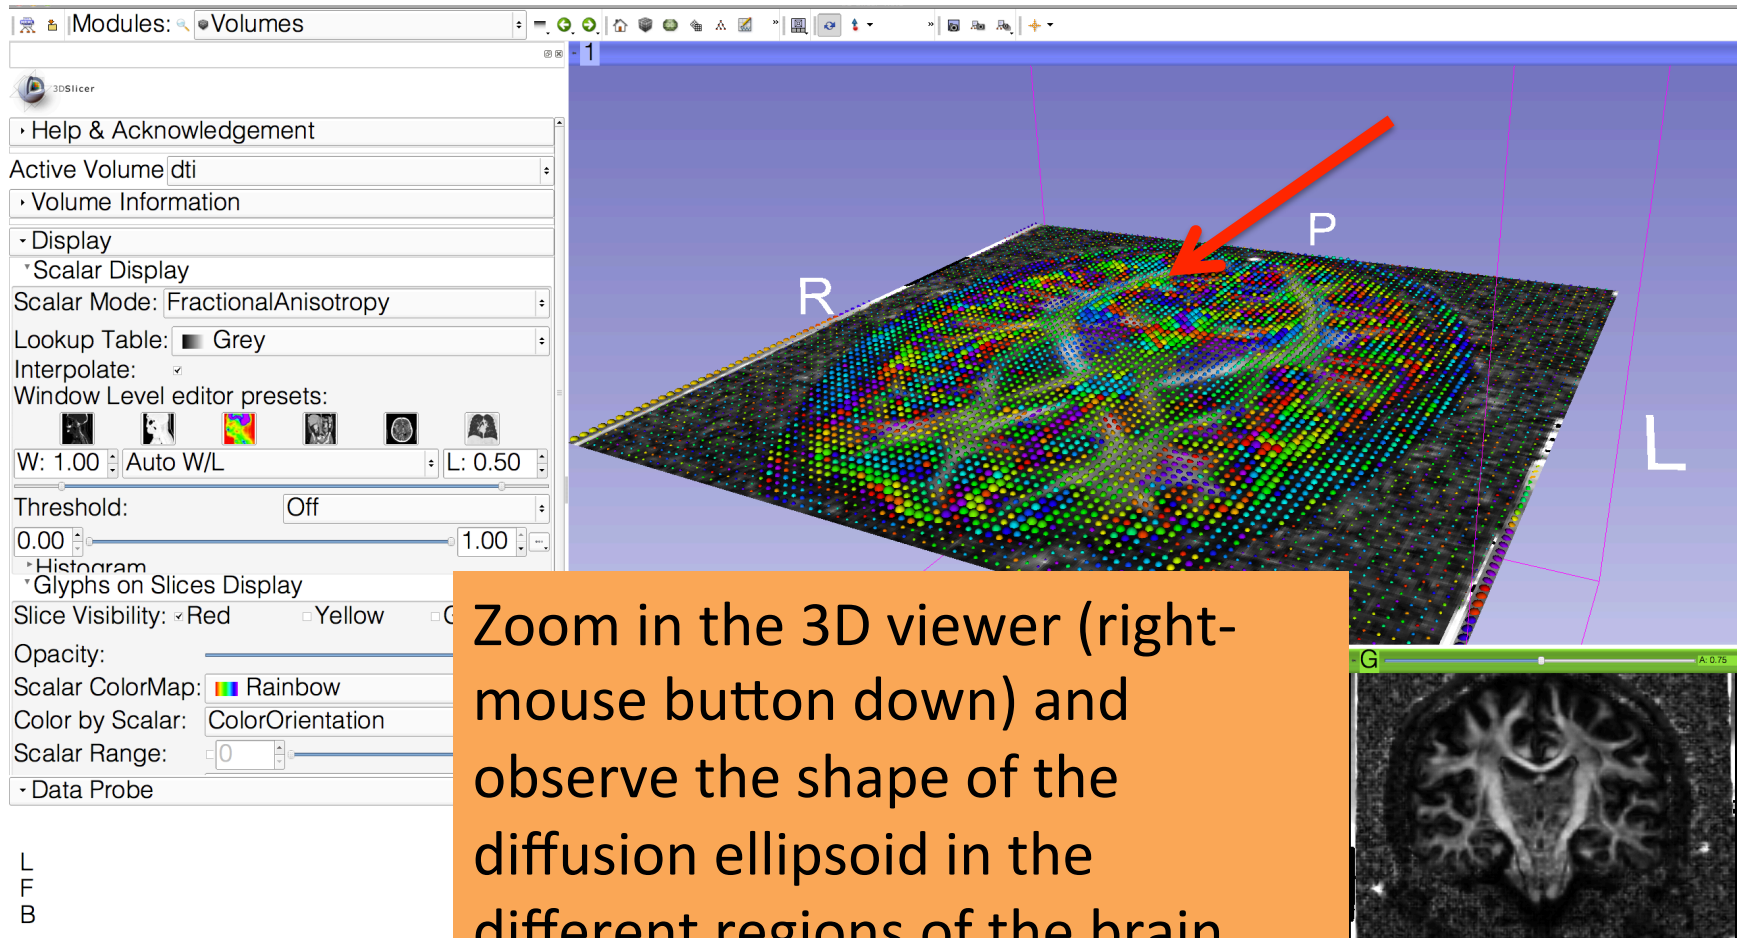 Modules: Volumes
3DSlicer
Help & Acknowledgement
Active Volume dti
Volume Information
Display
Scalar Display
Scalar Mode: FractionalAnisotropy
Lookup Table: Grey
Interpolate:
Window Level editor presets:
W: 1.00 Auto W/L L: 0.50
Threshold: Off
0.00 1.00
Histogram
Glyphs on Slices Display
Slice Visibility: Red Yellow
Opacity:
Scalar ColorMap: Rainbow
Color by Scalar: ColorOrientation
Scalar Range: 0
Data Probe
L
F
B
1
P
R
L
Zoom in the 3D viewer (right-
mouse button down) and
observe the shape of the
diffusion ellipsoid in the
different regions of the brain
G
A: 0.75